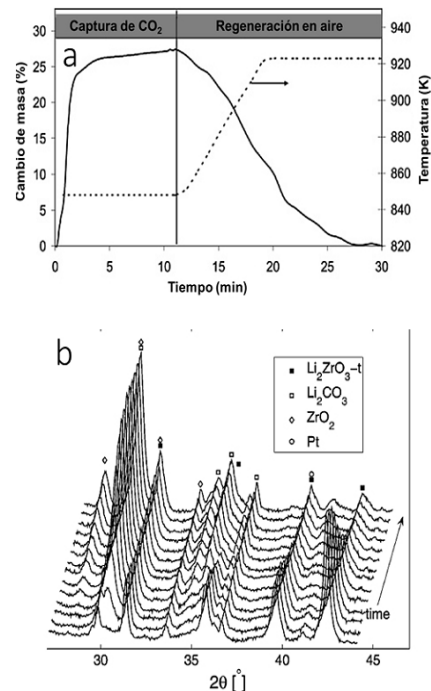 Captura de CO₂ Regeneración en aire
a
Cambio de masa (%)
30
25
20
15
10
5
0
940
920
900
880
860
840
820
Temperatura (K)
0 5 10 15 20 25 30
Tiempo (min)
b
Li₂ZrO₃-t
Li₂CO₃
ZrO₂
Pt
time
30 35 40 45
2θ [°]